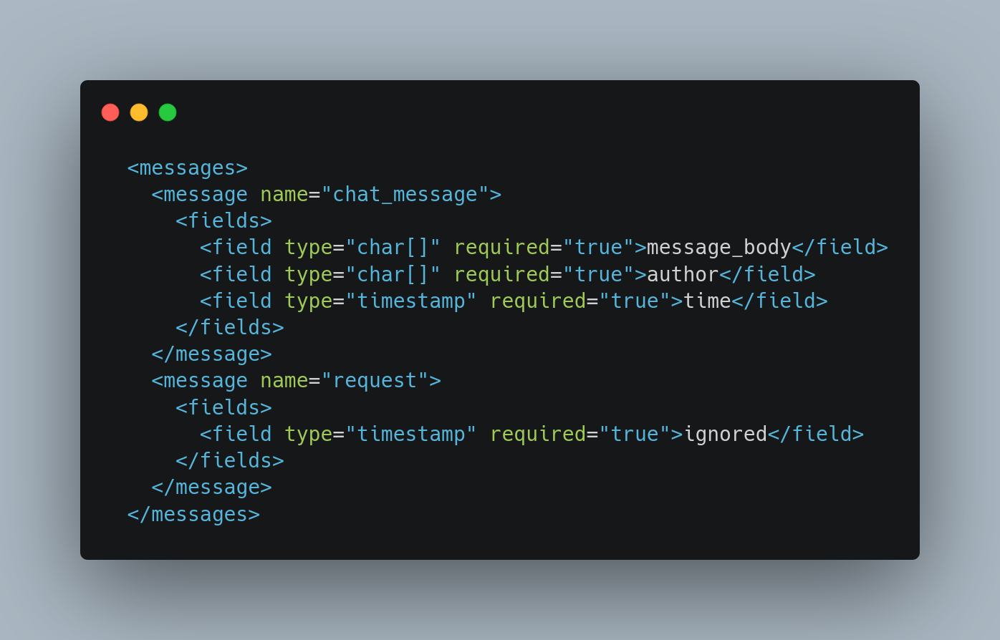 <messages>
  <message name="chat_message">
    <fields>
      <field type="char[]" required="true">message_body</field>
      <field type="char[]" required="true">author</field>
      <field type="timestamp" required="true">time</field>
    </fields>
  </message>
  <message name="request">
    <fields>
      <field type="timestamp" required="true">ignored</field>
    </fields>
  </message>
</messages>